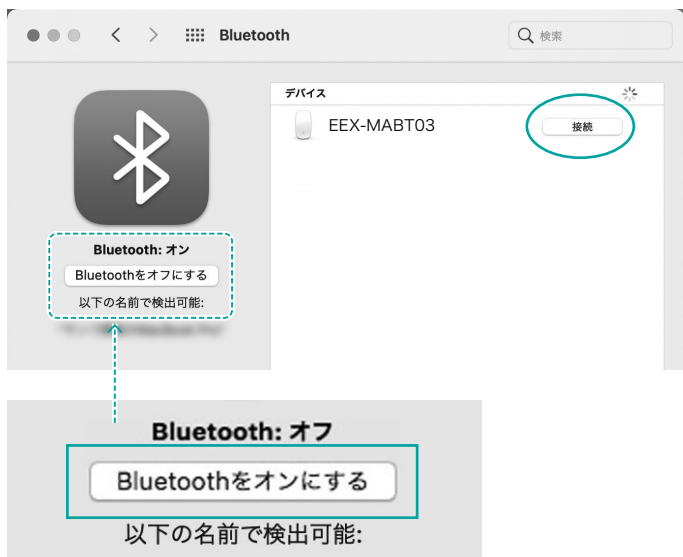 Bluetooth
検索
デバイス
EEX-MABT03
接続
Bluetooth: オン
Bluetoothをオフにする
以下の名前で検出可能:
Bluetooth: オフ
Bluetoothをオンにする
以下の名前で検出可能: